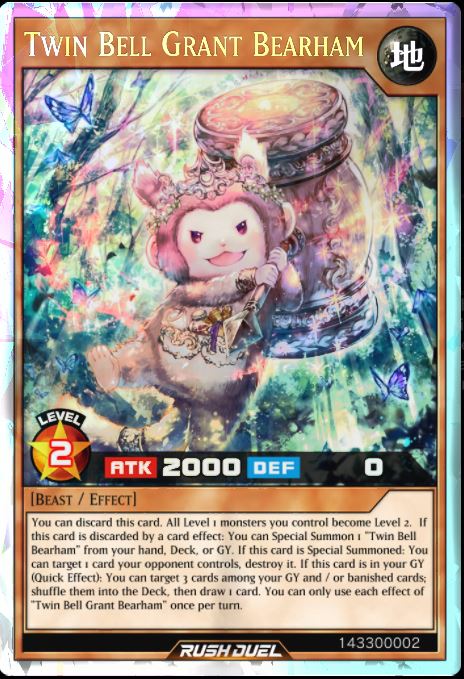 Twin Bell Grant Bearham
地
LEVEL
2
ATK 2000 DEF 0
[Beast / Effect]
You can discard this card. All Level 1 monsters you control become Level 2. If
this card is discarded by a card effect: You can Special Summon 1 "Twin Bell
Bearham" from your hand, Deck, or GY. If this card is Special Summoned: You
can target 1 card your opponent controls, destroy it. If this card is in your GY
(Quick Effect): You can target 3 cards among your GY and / or banished cards;
shuffle them into the Deck, then draw 1 card. You can only use each effect of
"Twin Bell Grant Bearham" once per turn.
143300002
RUSH DUEL